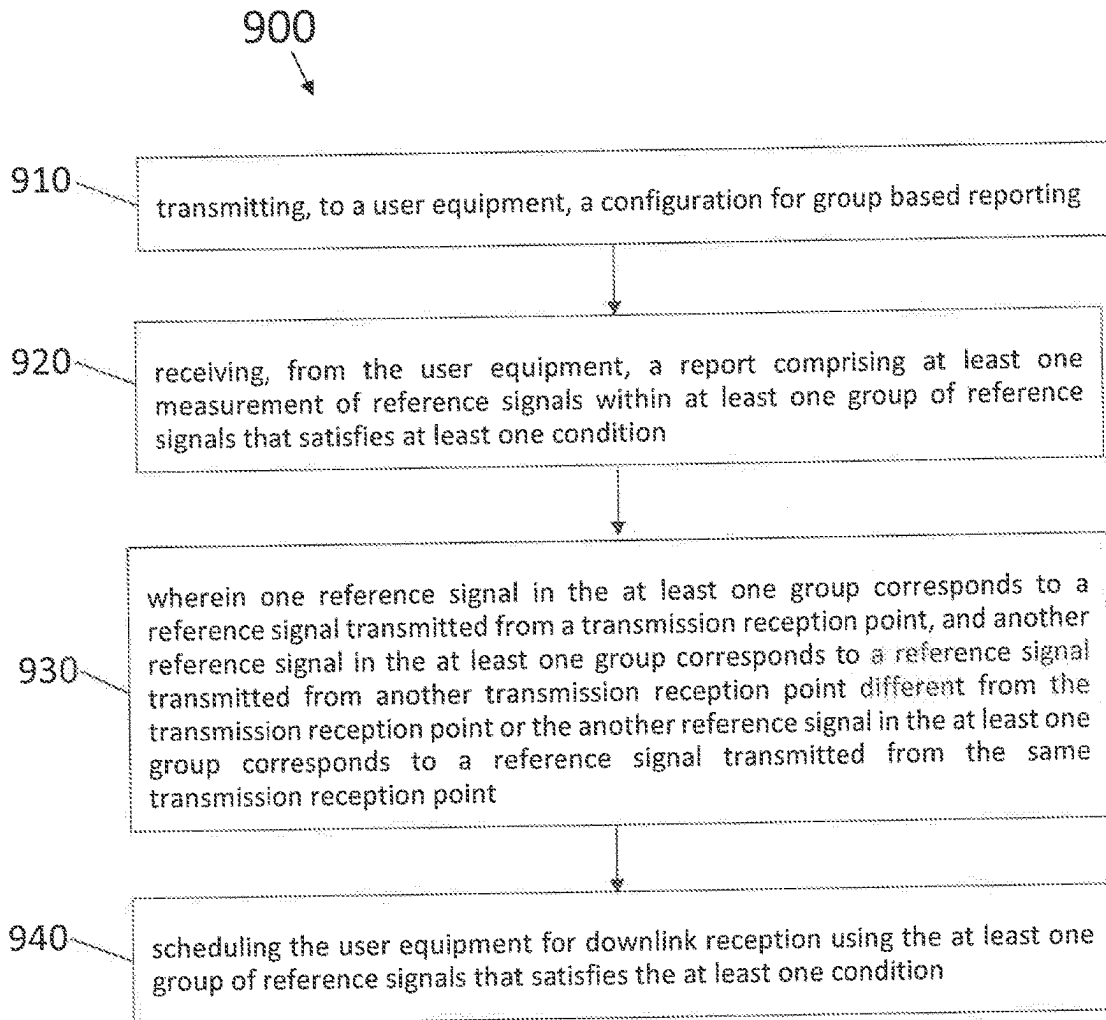 900
910
transmitting, to a user equipment, a configuration for group based reporting
920
receiving, from the user equipment, a report comprising at least one
measurement of reference signals within at least one group of reference
signals that satisfies at least one condition
930
wherein one reference signal in the at least one group corresponds to a
reference signal transmitted from a transmission reception point, and another
reference signal in the at least one group corresponds to a reference signal
transmitted from another transmission reception point different from the
transmission reception point or the another reference signal in the at least one
group corresponds to a reference signal transmitted from the same
transmission reception point
940
scheduling the user equipment for downlink reception using the at least one
group of reference signals that satisfies the at least one condition